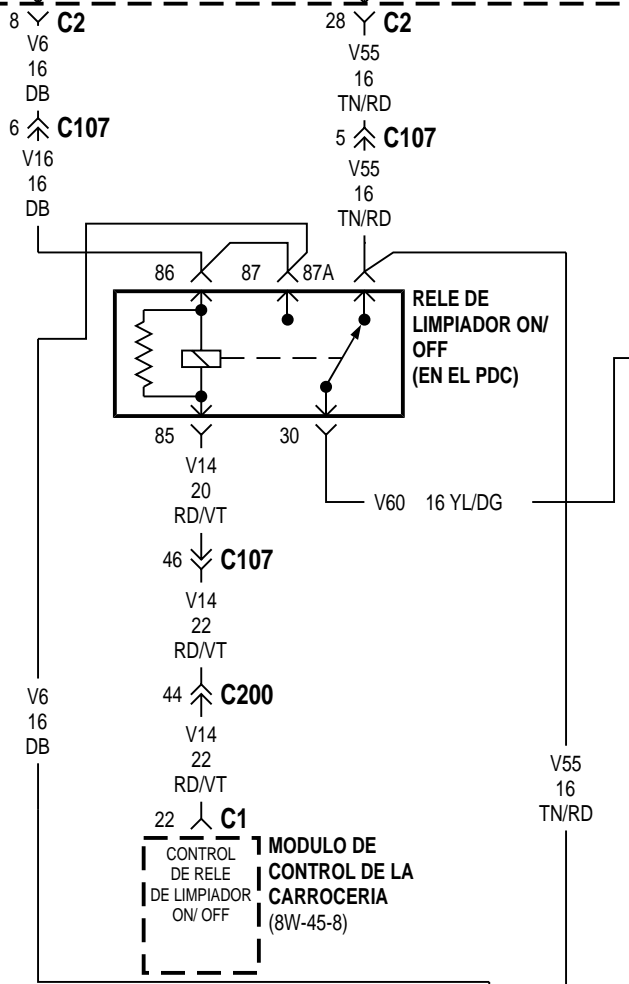 8 C2
V6
16
DB
6 C107
V16
16
DB
28 C2
V55
16
TN/RD
5 C107
V55
16
TN/RD
86 87 87A
RELE DE
LIMPIADOR ON/
OFF
(EN EL PDC)
85 30
V14
20
RD/VT
V60 16 YL/DG
46 C107
V14
22
RD/VT
44 C200
V14
22
RD/VT
V6
16
DB
V55
16
TN/RD
22 C1
CONTROL
DE RELE
DE LIMPIADOR
ON/ OFF
MODULO DE
CONTROL DE LA
CARROCERIA
(8W-45-8)